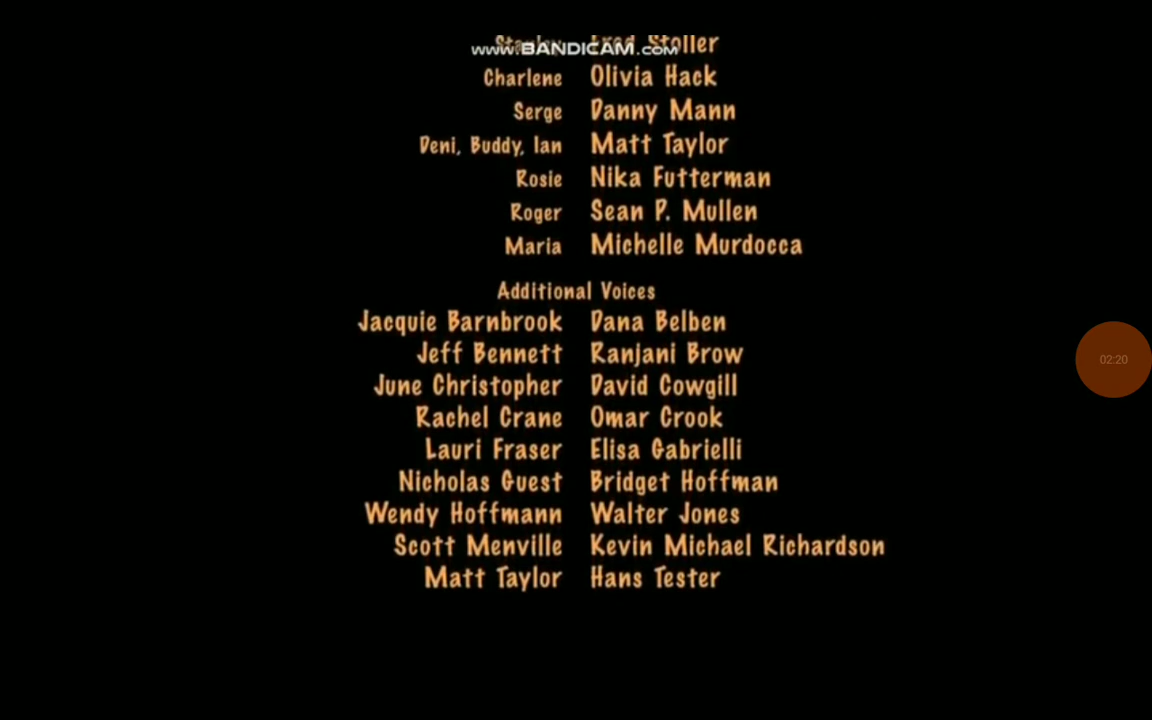 www.BANDICAM.com
Stoller
Charlene Olivia Hack
Serge Danny Mann
Deni, Buddy, Ian Matt Taylor
Rosie Nika Futterman
Roger Sean P. Mullen
Maria Michelle Murdocca
Additional Voices
Jacquie Barnbrook Dana Belben
Jeff Bennett Ranjani Brow
June Christopher David Cowgill
Rachel Crane Omar Crook
Lauri Fraser Elisa Gabrielli
Nicholas Guest Bridget Hoffman
Wendy Hoffmann Walter Jones
Scott Menville Kevin Michael Richardson
Matt Taylor Hans Tester
02:20